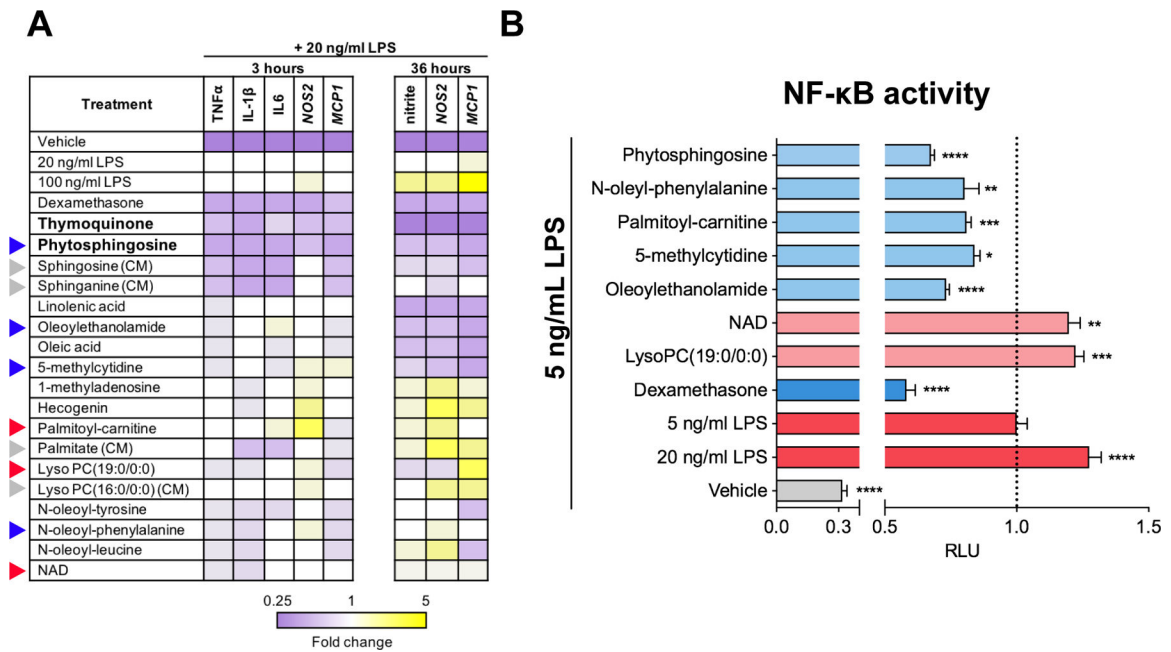 A
+ 20 ng/ml LPS
3 hours
36 hours
Treatment
TNFα
IL-1β
IL6
NOS2
MCP1
nitrite
NOS2
MCP1
Vehicle
20 ng/ml LPS
100 ng/ml LPS
Dexamethasone
Thymoquinone
Phytosphingosine
Sphingosine (CM)
Sphinganine (CM)
Linolenic acid
Oleoylethanolamide
Oleic acid
5-methylcytidine
1-methyladenosine
Hecogenin
Palmitoyl-carnitine
Palmitate (CM)
Lyso PC(19:0/0:0)
Lyso PC(16:0/0:0) (CM)
N-oleoyl-tyrosine
N-oleoyl-phenylalanine
N-oleoyl-leucine
NAD
0.25 1 5
Fold change
B
NF-κB activity
5 ng/mL LPS
Phytosphingosine ****
N-oleyl-phenylalanine **
Palmitoyl-carnitine ***
5-methylcytidine *
Oleoylethanolamide ****
NAD **
LysoPC(19:0/0:0) ***
Dexamethasone ****
5 ng/ml LPS
20 ng/ml LPS ****
Vehicle ****
0.0 0.3 0.5 1.0 1.5
RLU